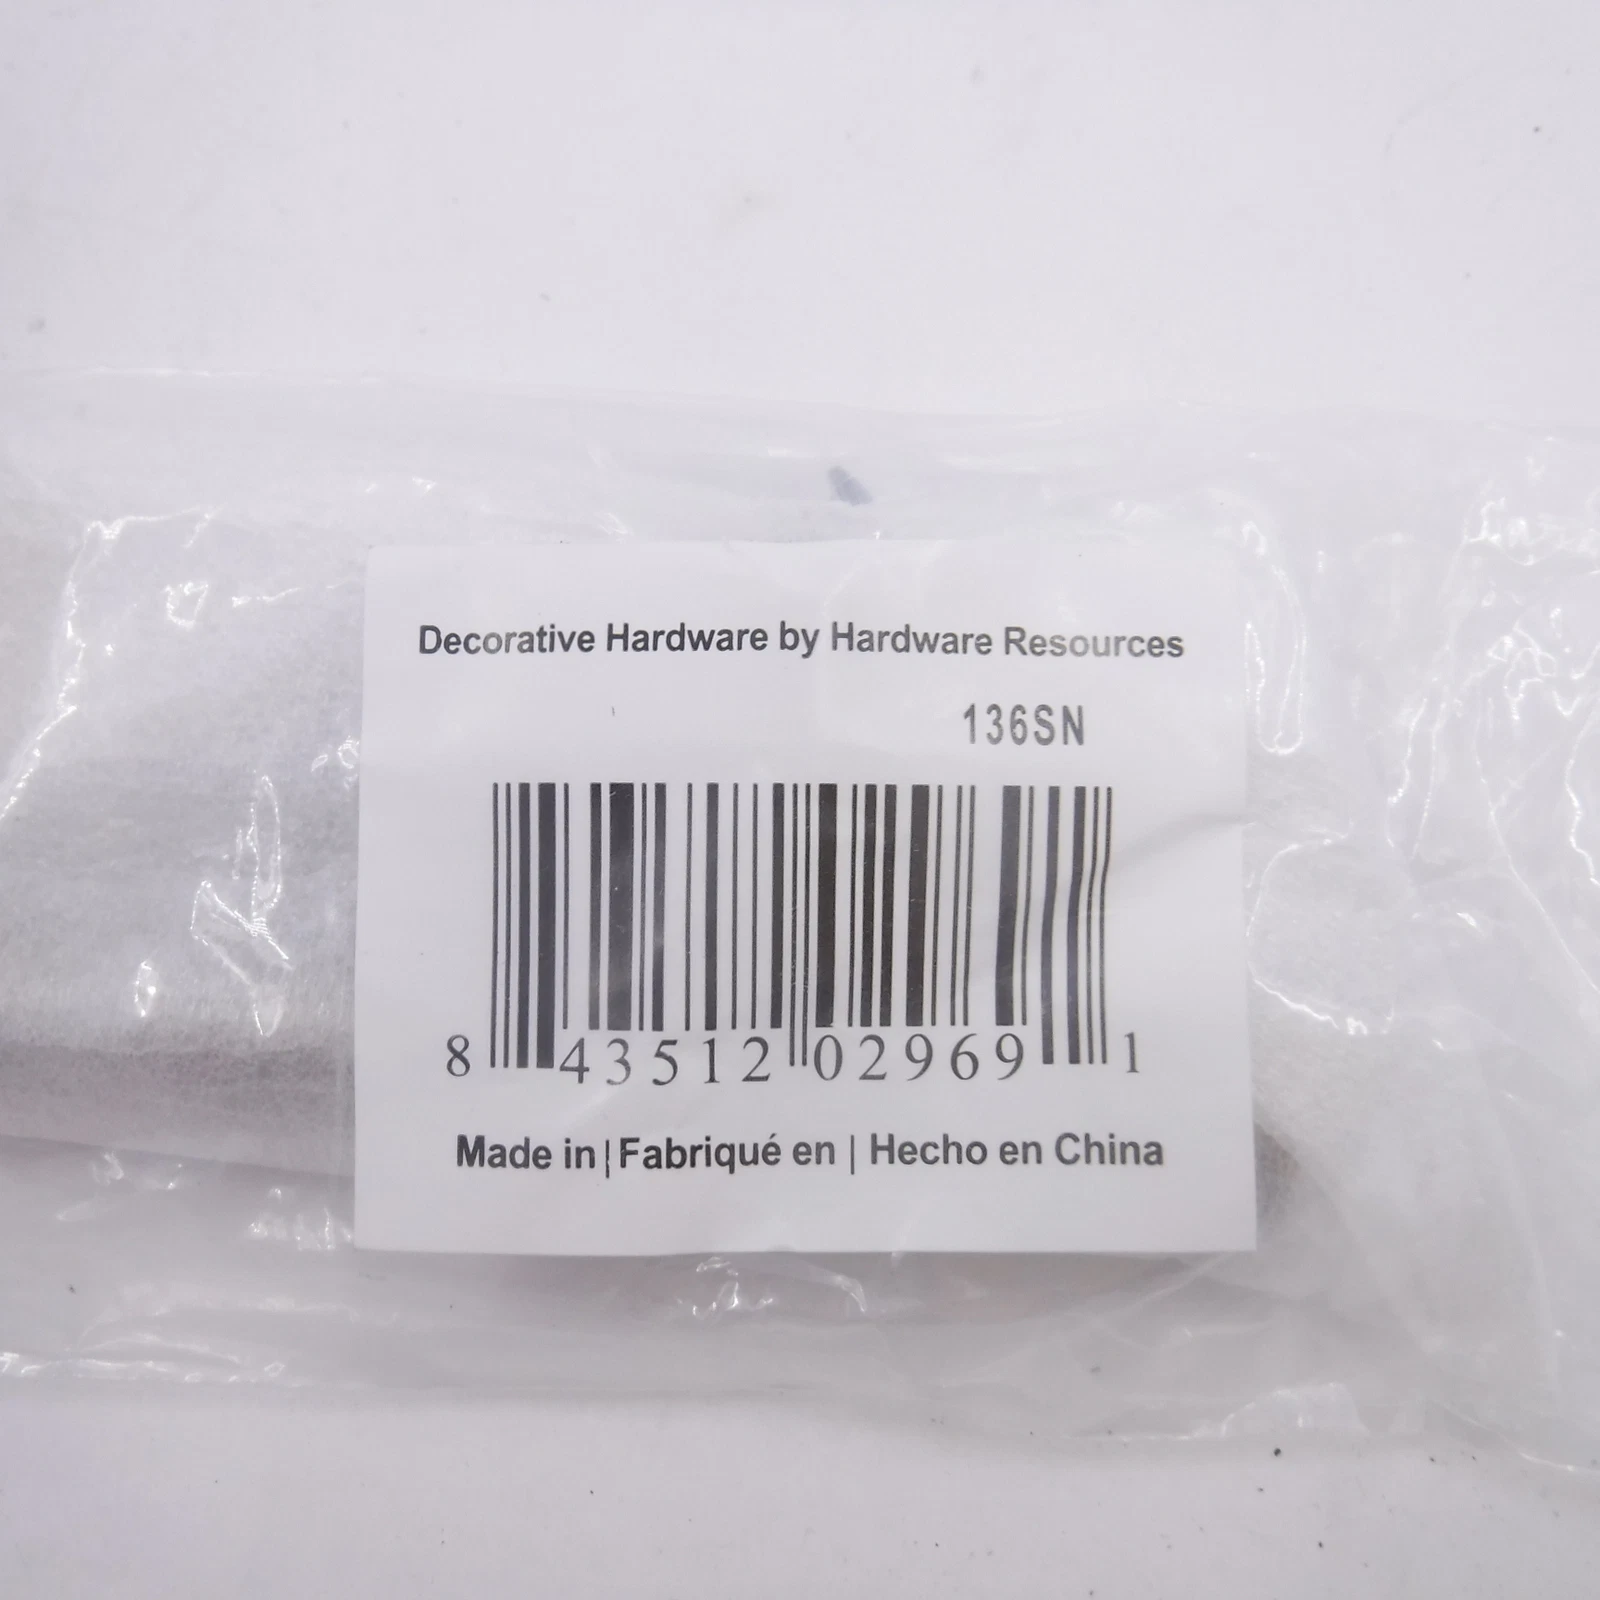 Decorative Hardware by Hardware Resources
136SN
8 43512 02969 1
Made in | Fabriqué en | Hecho en China